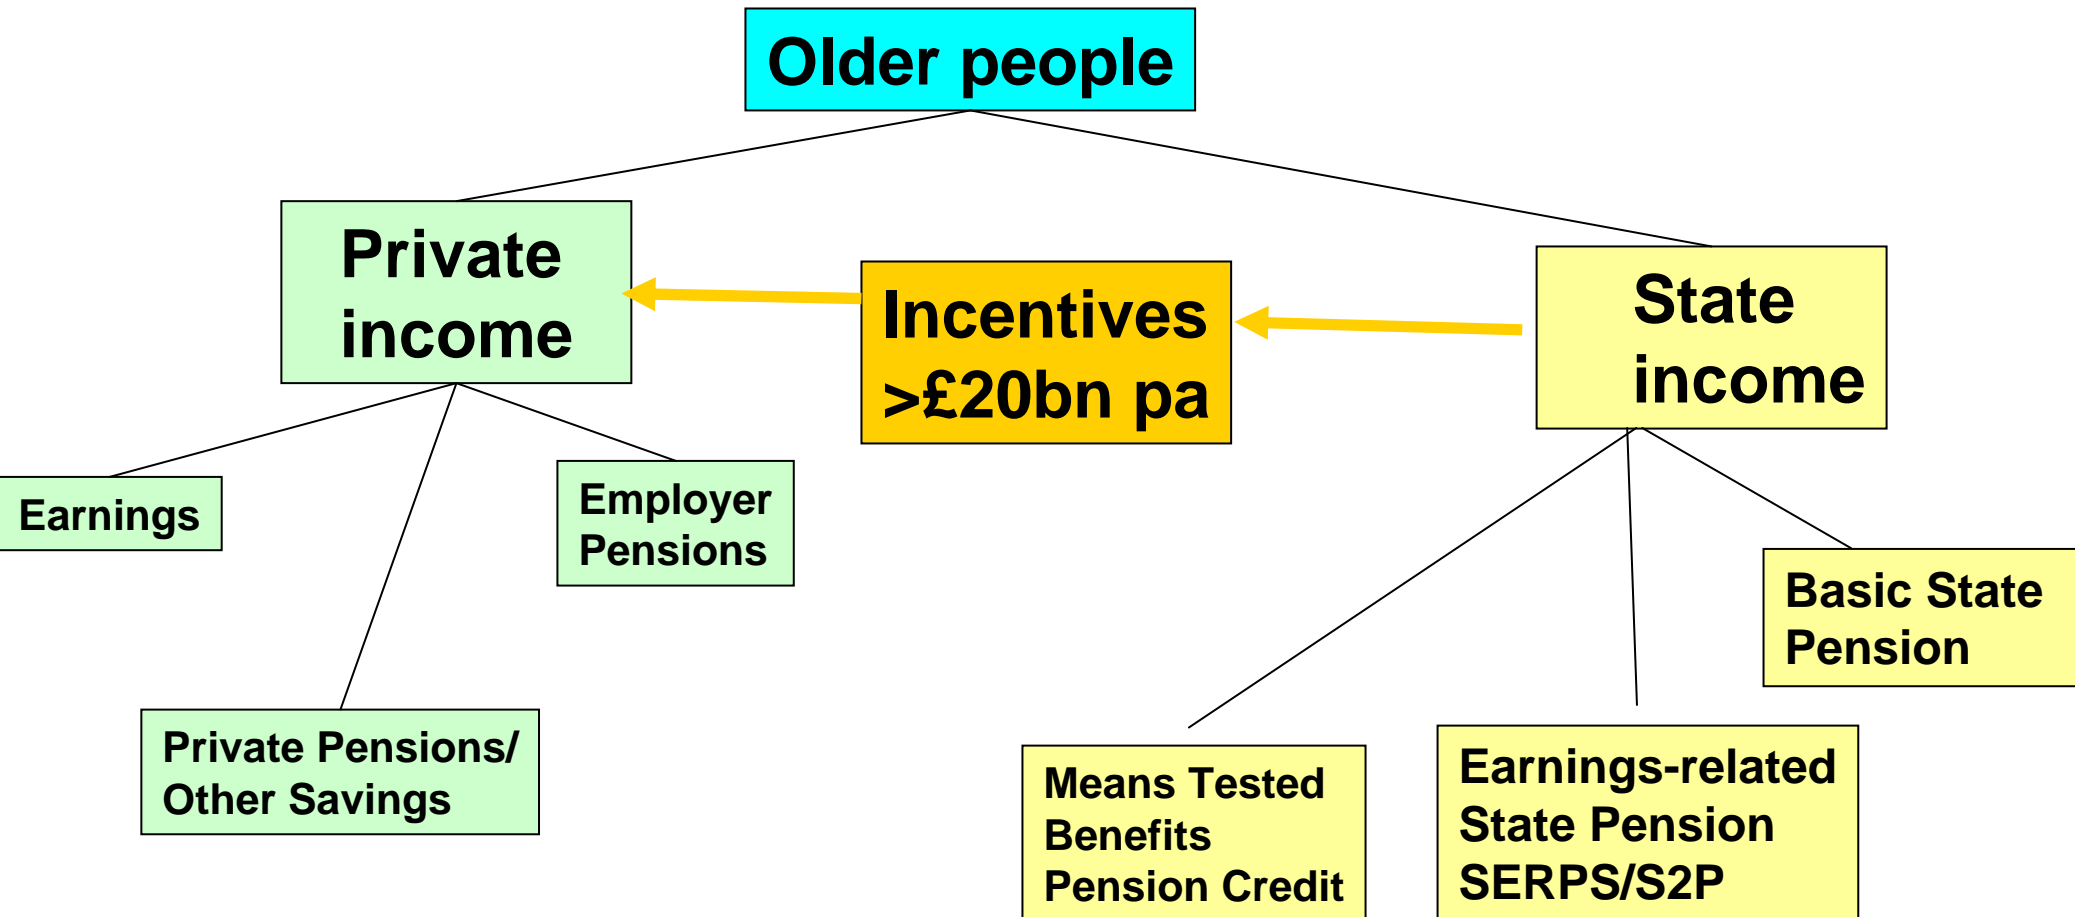 Older people
Private
income
Incentives
>£20bn pa
State
income
Earnings
Employer
Pensions
Basic State
Pension
Private Pensions/
Other Savings
Means Tested
Benefits
Pension Credit
Earnings-related
State Pension
SERPS/S2P